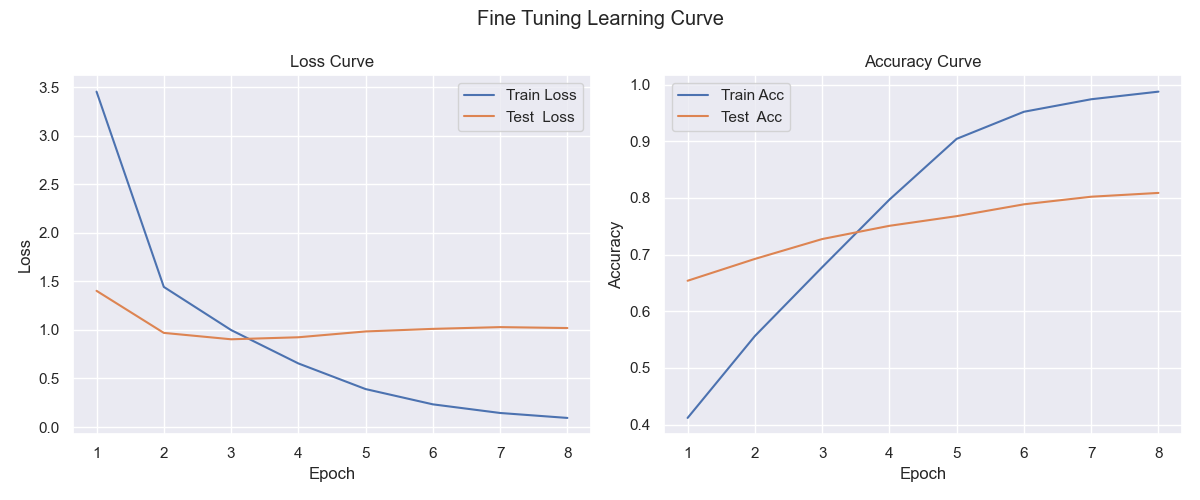 Fine Tuning Learning Curve
Loss Curve
Train Loss
Test  Loss
3.5
3.0
2.5
2.0
1.5
1.0
0.5
0.0
Loss
1 2 3 4 5 6 7 8
Epoch
Accuracy Curve
Train Acc
Test  Acc
1.0
0.9
0.8
0.7
0.6
0.5
0.4
Accuracy
1 2 3 4 5 6 7 8
Epoch